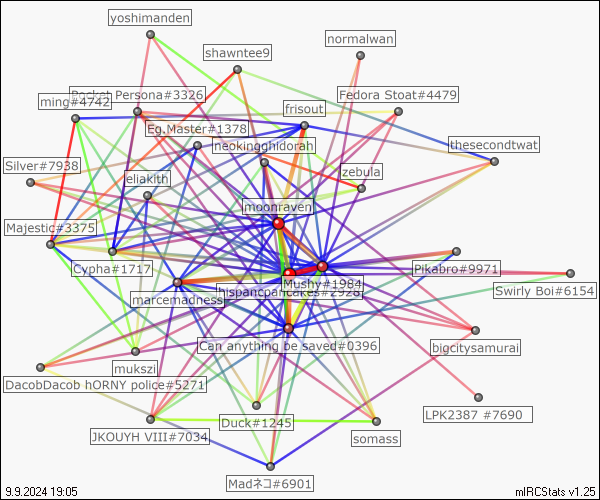 yoshimanden
normalwan
shawntee9
Pocket Persona#3326
Fedora Stoat#4479
ming#4742
frisout
Eg.Master#1378
neokingghidorah
thesecondtwat
Silver#7938
zebula
eliakith
moonraven
Majestic#3375
Cypha#1717
Pikabro#9971
Mushy#1984
Swirly Boi#6154
hispancpancakes#2928
marcemadness
Can anything be saved#0396
bigcitysamurai
mukszi
DacobDacob hORNY police#5271
LPK2387 #7690
Duck#1245
JKOUYH VIII#7034
somass
Madネコ#6901
9.9.2024 19:05
mIRCStats v1.25